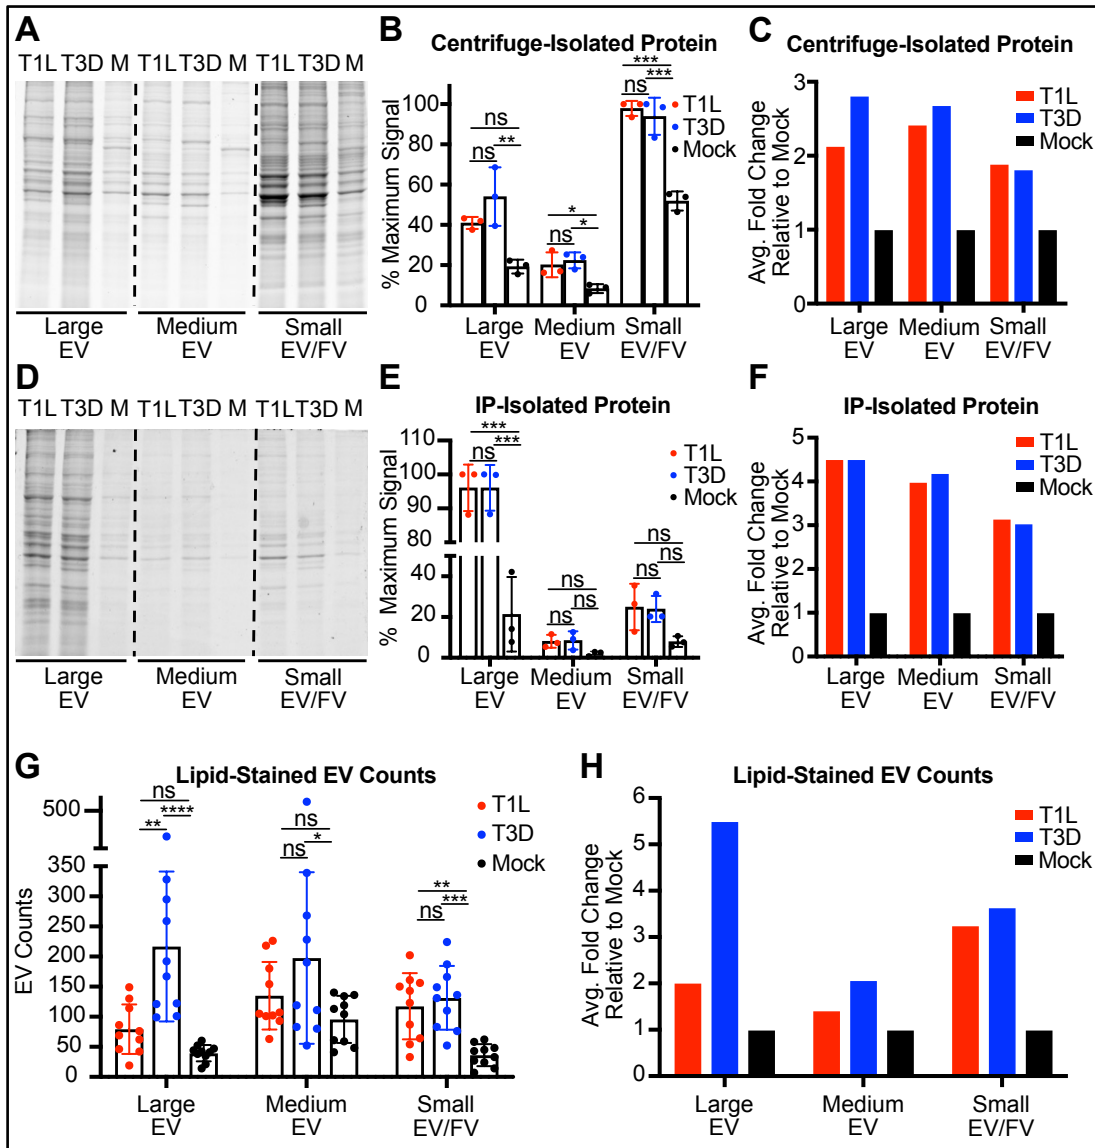 A
T1L T3D M T1L T3D M T1L T3D M
Large EV
Medium EV
Small EV/FV
B
Centrifuge-Isolated Protein
% Maximum Signal
100
80
60
40
20
0
ns
ns
**
*
ns
*
***
ns
***
T1L
T3D
Mock
Large EV
Medium EV
Small EV/FV
C
Centrifuge-Isolated Protein
Avg. Fold Change
Relative to Mock
3
2
1
0
T1L
T3D
Mock
Large EV
Medium EV
Small EV/FV
D
T1L T3D M T1L T3D M T1L T3D M
Large EV
Medium EV
Small EV/FV
E
IP-Isolated Protein
% Maximum Signal
110
100
90
80
40
20
0
***
ns
***
ns
ns
ns
ns
ns
ns
T1L
T3D
Mock
Large EV
Medium EV
Small EV/FV
F
IP-Isolated Protein
Avg. Fold Change
Relative to Mock
5
4
3
2
1
0
T1L
T3D
Mock
Large EV
Medium EV
Small EV/FV
G
Lipid-Stained EV Counts
EV Counts
500
350
300
250
200
150
100
50
0
ns
**
****
ns
ns
*
**
ns
***
T1L
T3D
Mock
Large EV
Medium EV
Small EV/FV
H
Lipid-Stained EV Counts
Avg. Fold Change
Relative to Mock
6
5
4
3
2
1
0
T1L
T3D
Mock
Large EV
Medium EV
Small EV/FV